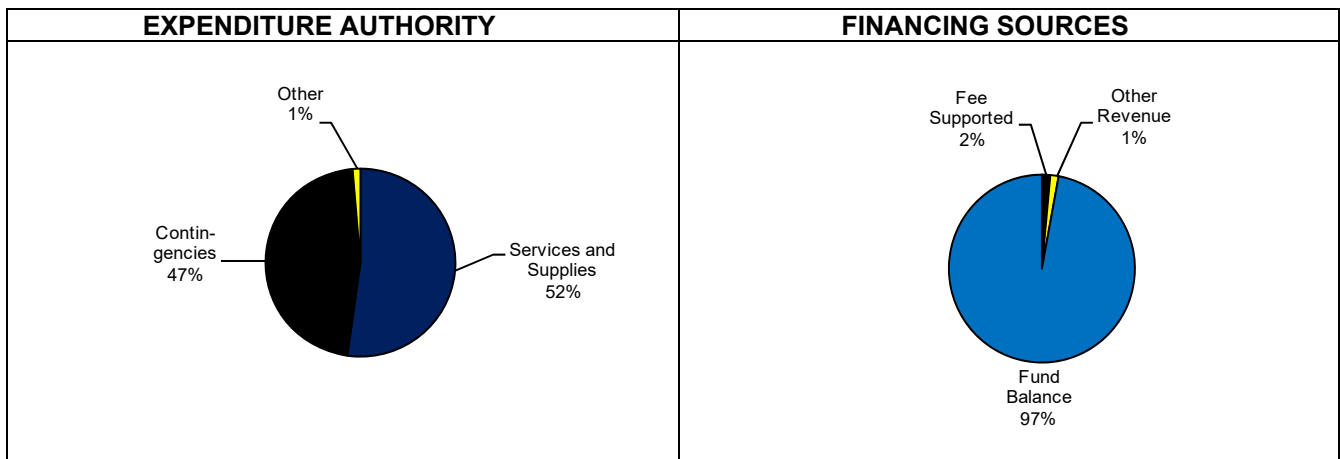 EXPENDITURE AUTHORITY
FINANCING SOURCES
Other
1%
Contin-
gencies
47%
Services and
Supplies
52%
Fee
Supported
2%
Other
Revenue
1%
Fund
Balance
97%